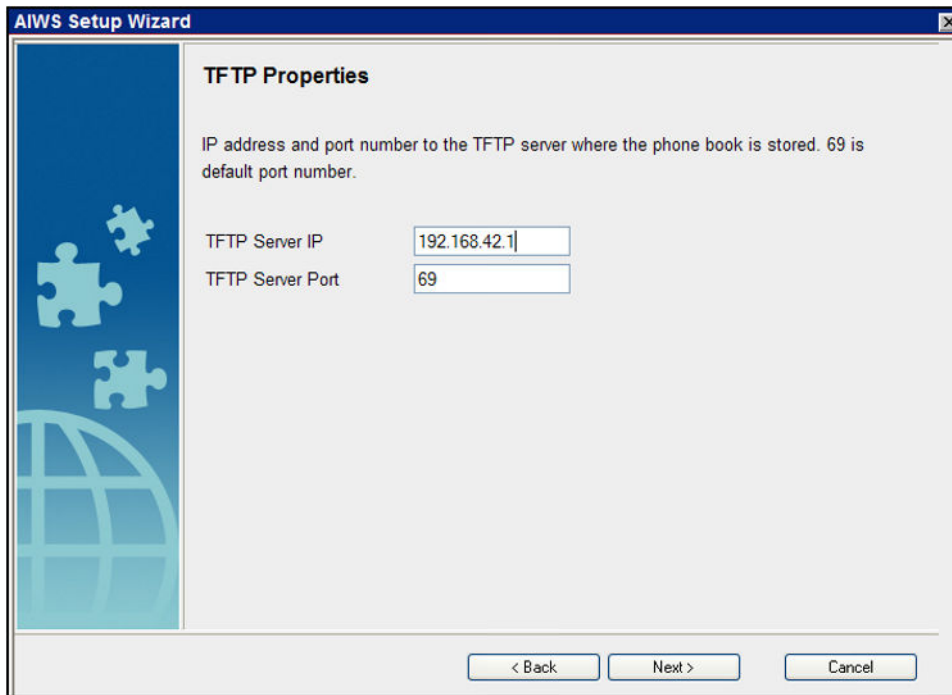 AIWS Setup Wizard
TFTP Properties
IP address and port number to the TFTP server where the phone book is stored. 69 is
default port number.
TFTP Server IP 192.168.42.1
TFTP Server Port 69
< Back Next > Cancel